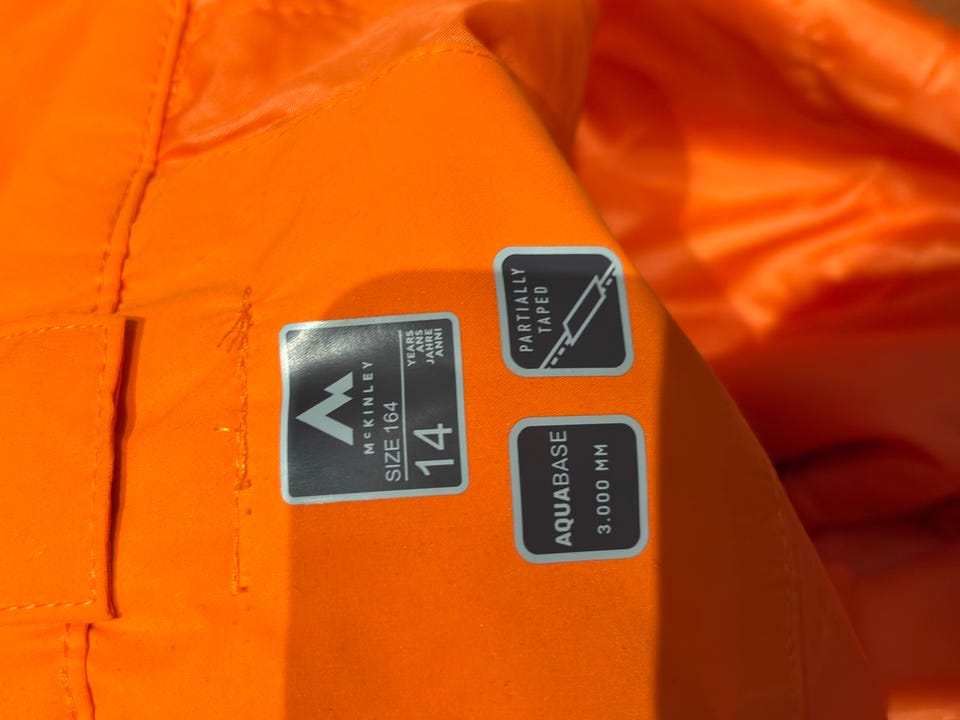 McKINLEY
SIZE 164
14
YEARS
ANS
JAHRE
ANNI
PARTIALLY
TAPED
AQUABASE
3.000 MM